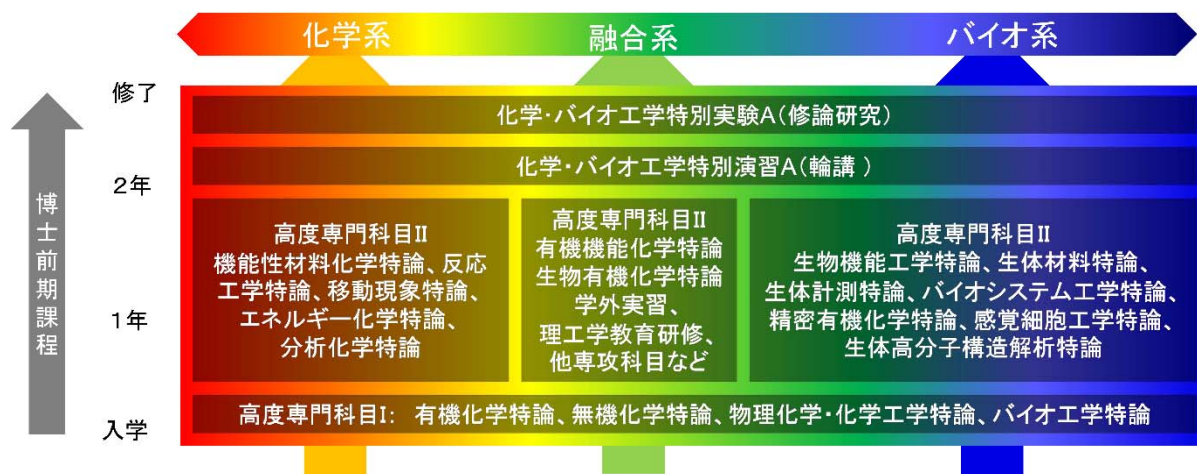 化学系
融合系
バイオ系
修了
化学・バイオ工学特別実験A(修論研究)
化学・バイオ工学特別演習A(輪講 )
2年
博士前期課程
高度専門科目II
機能性材料化学特論、反応
工学特論、移動現象特論、
エネルギー化学特論、
分析化学特論
高度専門科目II
有機機能化学特論
生物有機化学特論
学外実習、
理工学教育研修、
他専攻科目など
高度専門科目II
生物機能工学特論、生体材料特論、
生体計測特論、バイオシステム工学特論、
精密有機化学特論、感覚細胞工学特論、
生体高分子構造解析特論
1年
高度専門科目I: 有機化学特論、無機化学特論、物理化学・化学工学特論、バイオ工学特論
入学